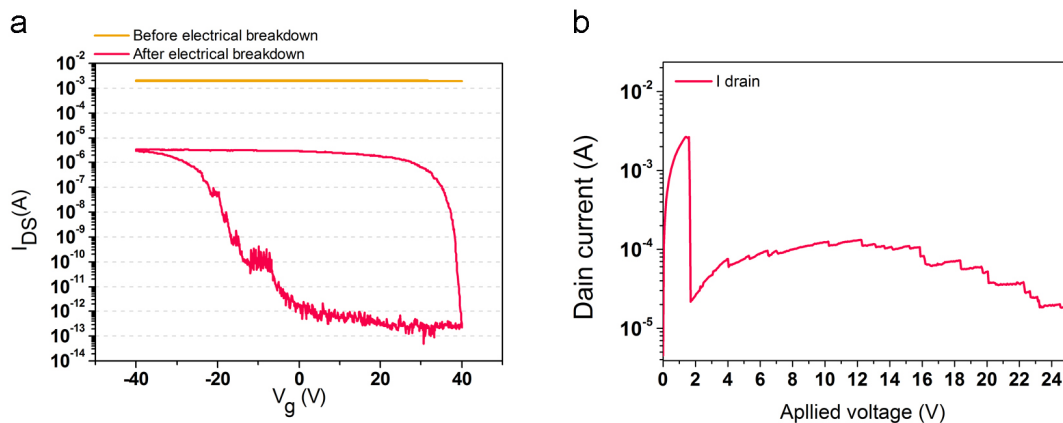 a
Before electrical breakdown
After electrical breakdown
10-2
10-3
10-4
10-5
10-6
10-7
10-8
10-9
10-10
10-11
10-12
10-13
10-14
IDS(A)
-40 -20 0 20 40
Vg (V)
b
I drain
10-2
10-3
10-4
10-5
Dain current (A)
0 2 4 6 8 10 12 14 16 18 20 22 24
Apllied voltage (V)